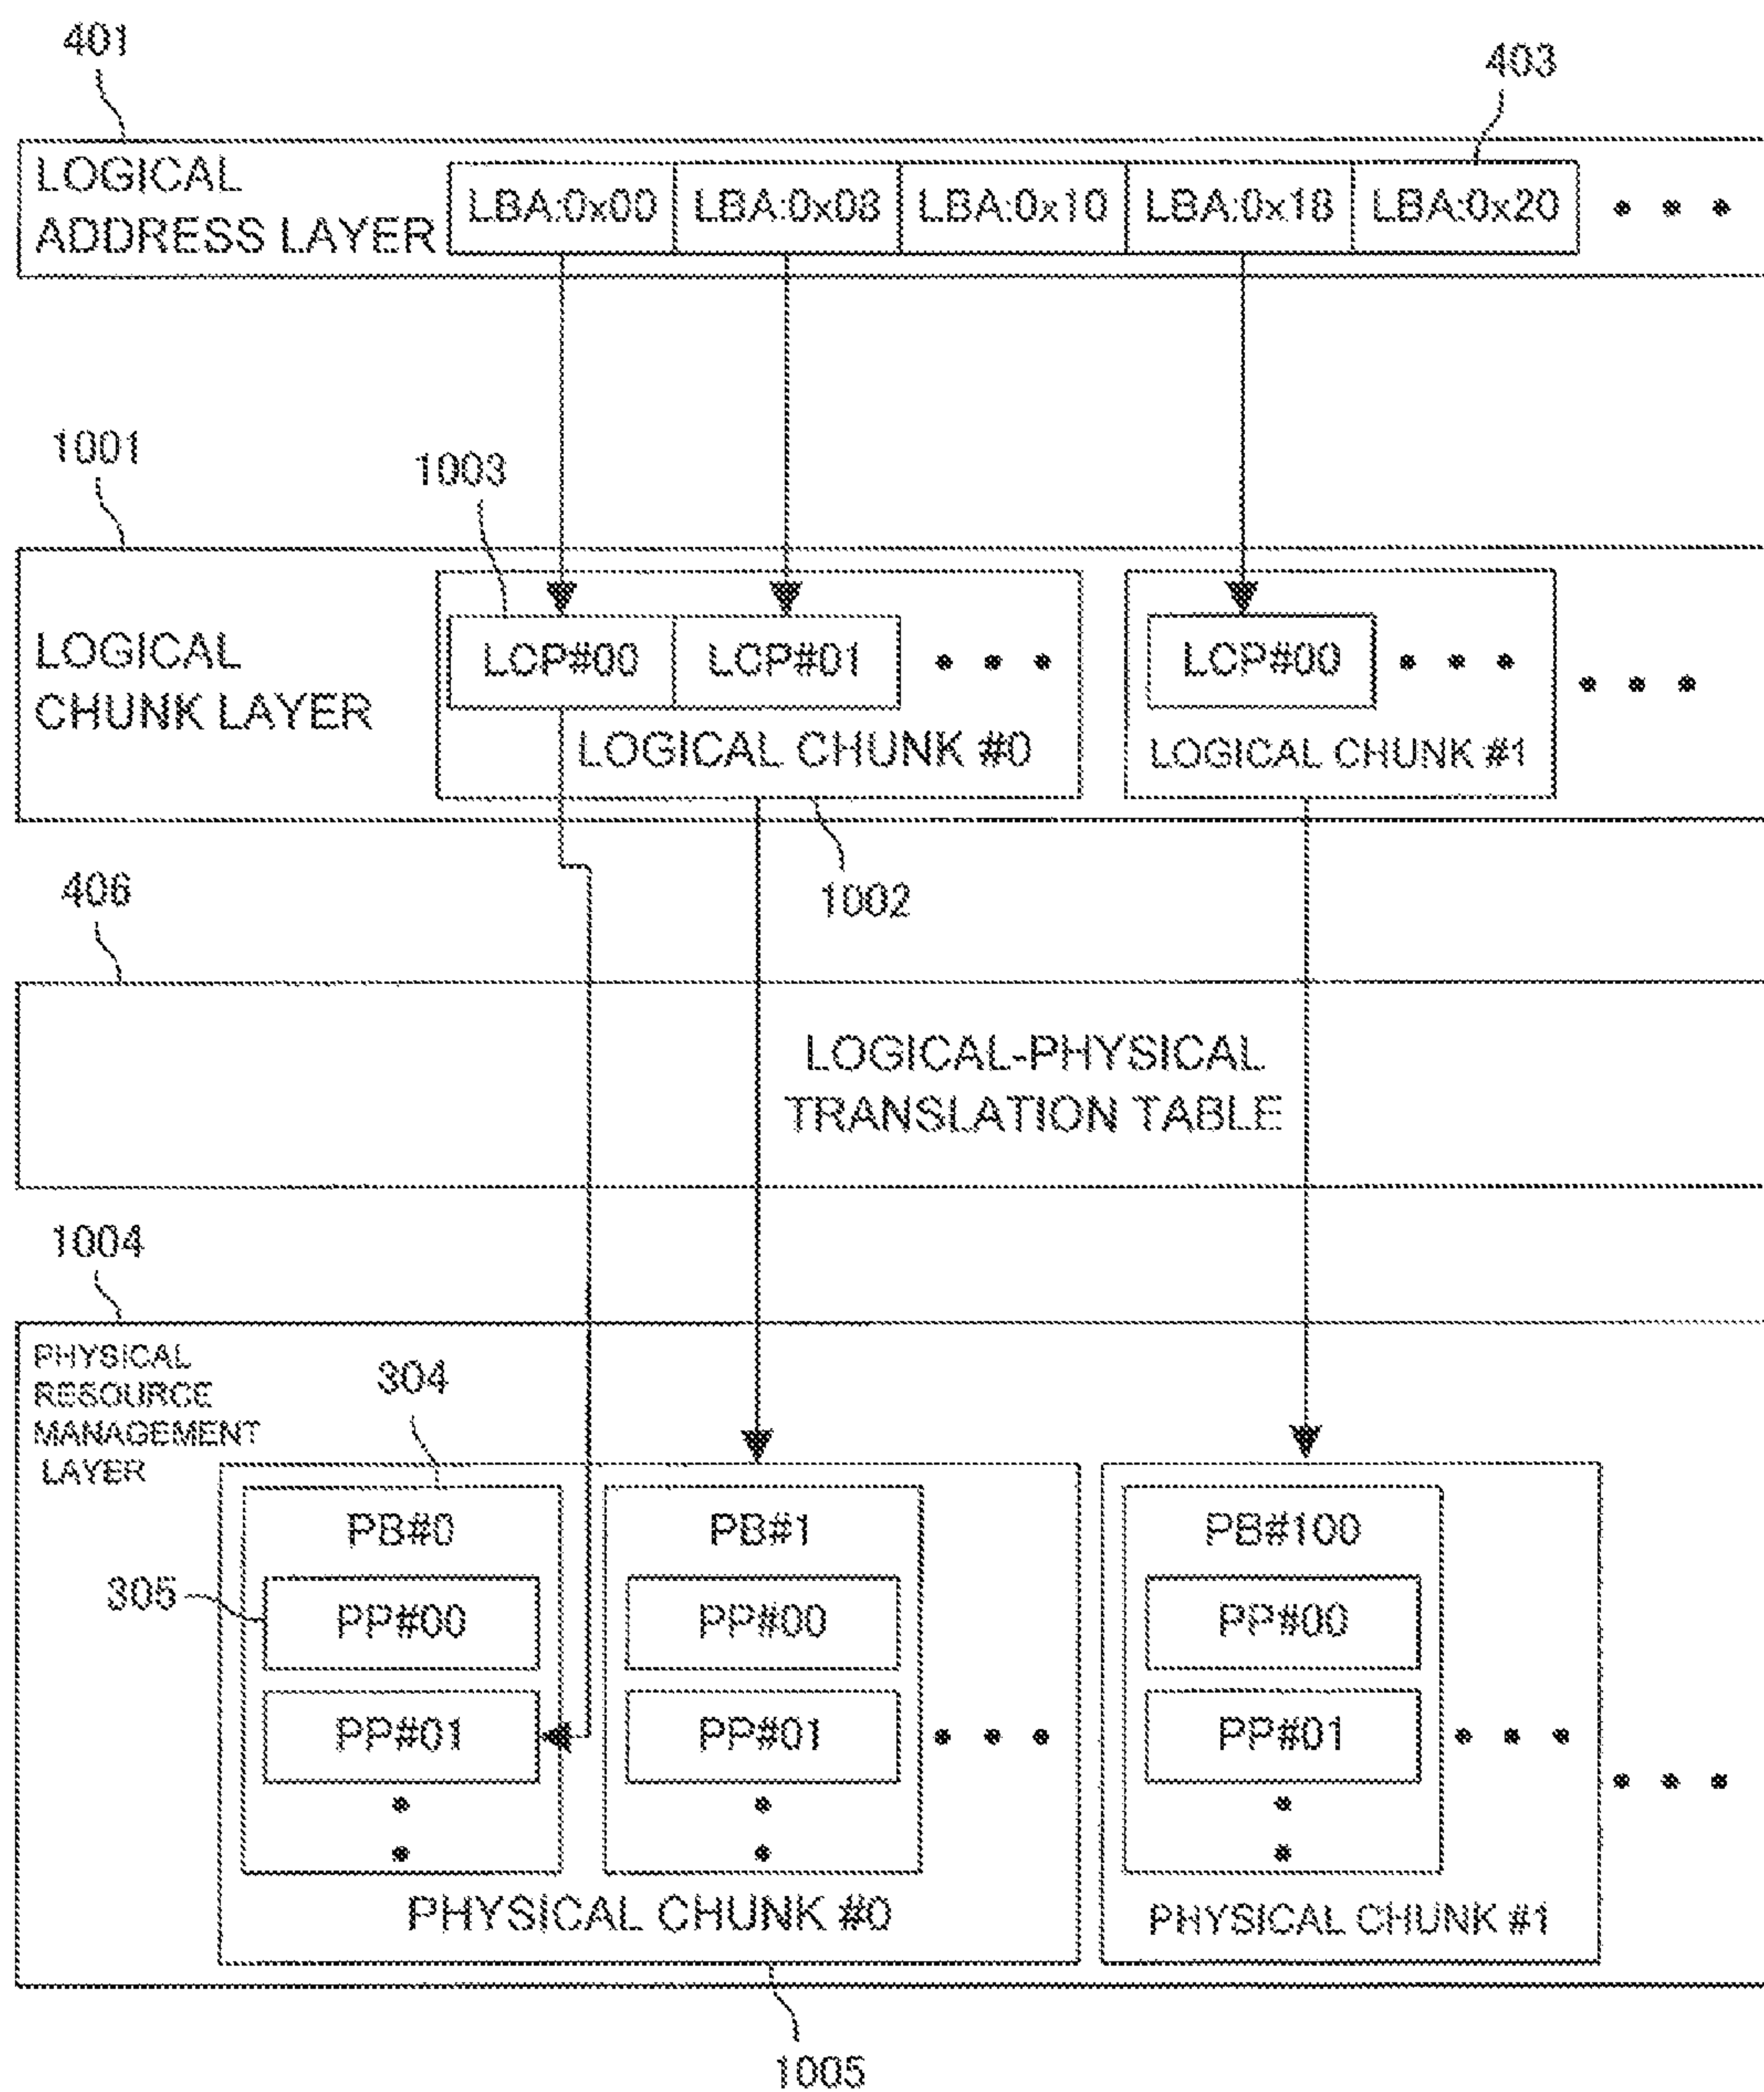 401
403
LOGICAL
ADDRESS LAYER
LBA:0x00 LBA:0x08 LBA:0x10 LBA:0x18 LBA:0x20
1001
1003
LOGICAL
CHUNK LAYER
LCP#00 LCP#01
LOGICAL CHUNK #0
LCP#00
LOGICAL CHUNK #1
406
1002
LOGICAL-PHYSICAL
TRANSLATION TABLE
1004
PHYSICAL
RESOURCE
MANAGEMENT
LAYER
304
PB#0
305
PP#00
PP#01
PB#1
PP#00
PP#01
PHYSICAL CHUNK #0
PB#100
PP#00
PP#01
PHYSICAL CHUNK #1
1005